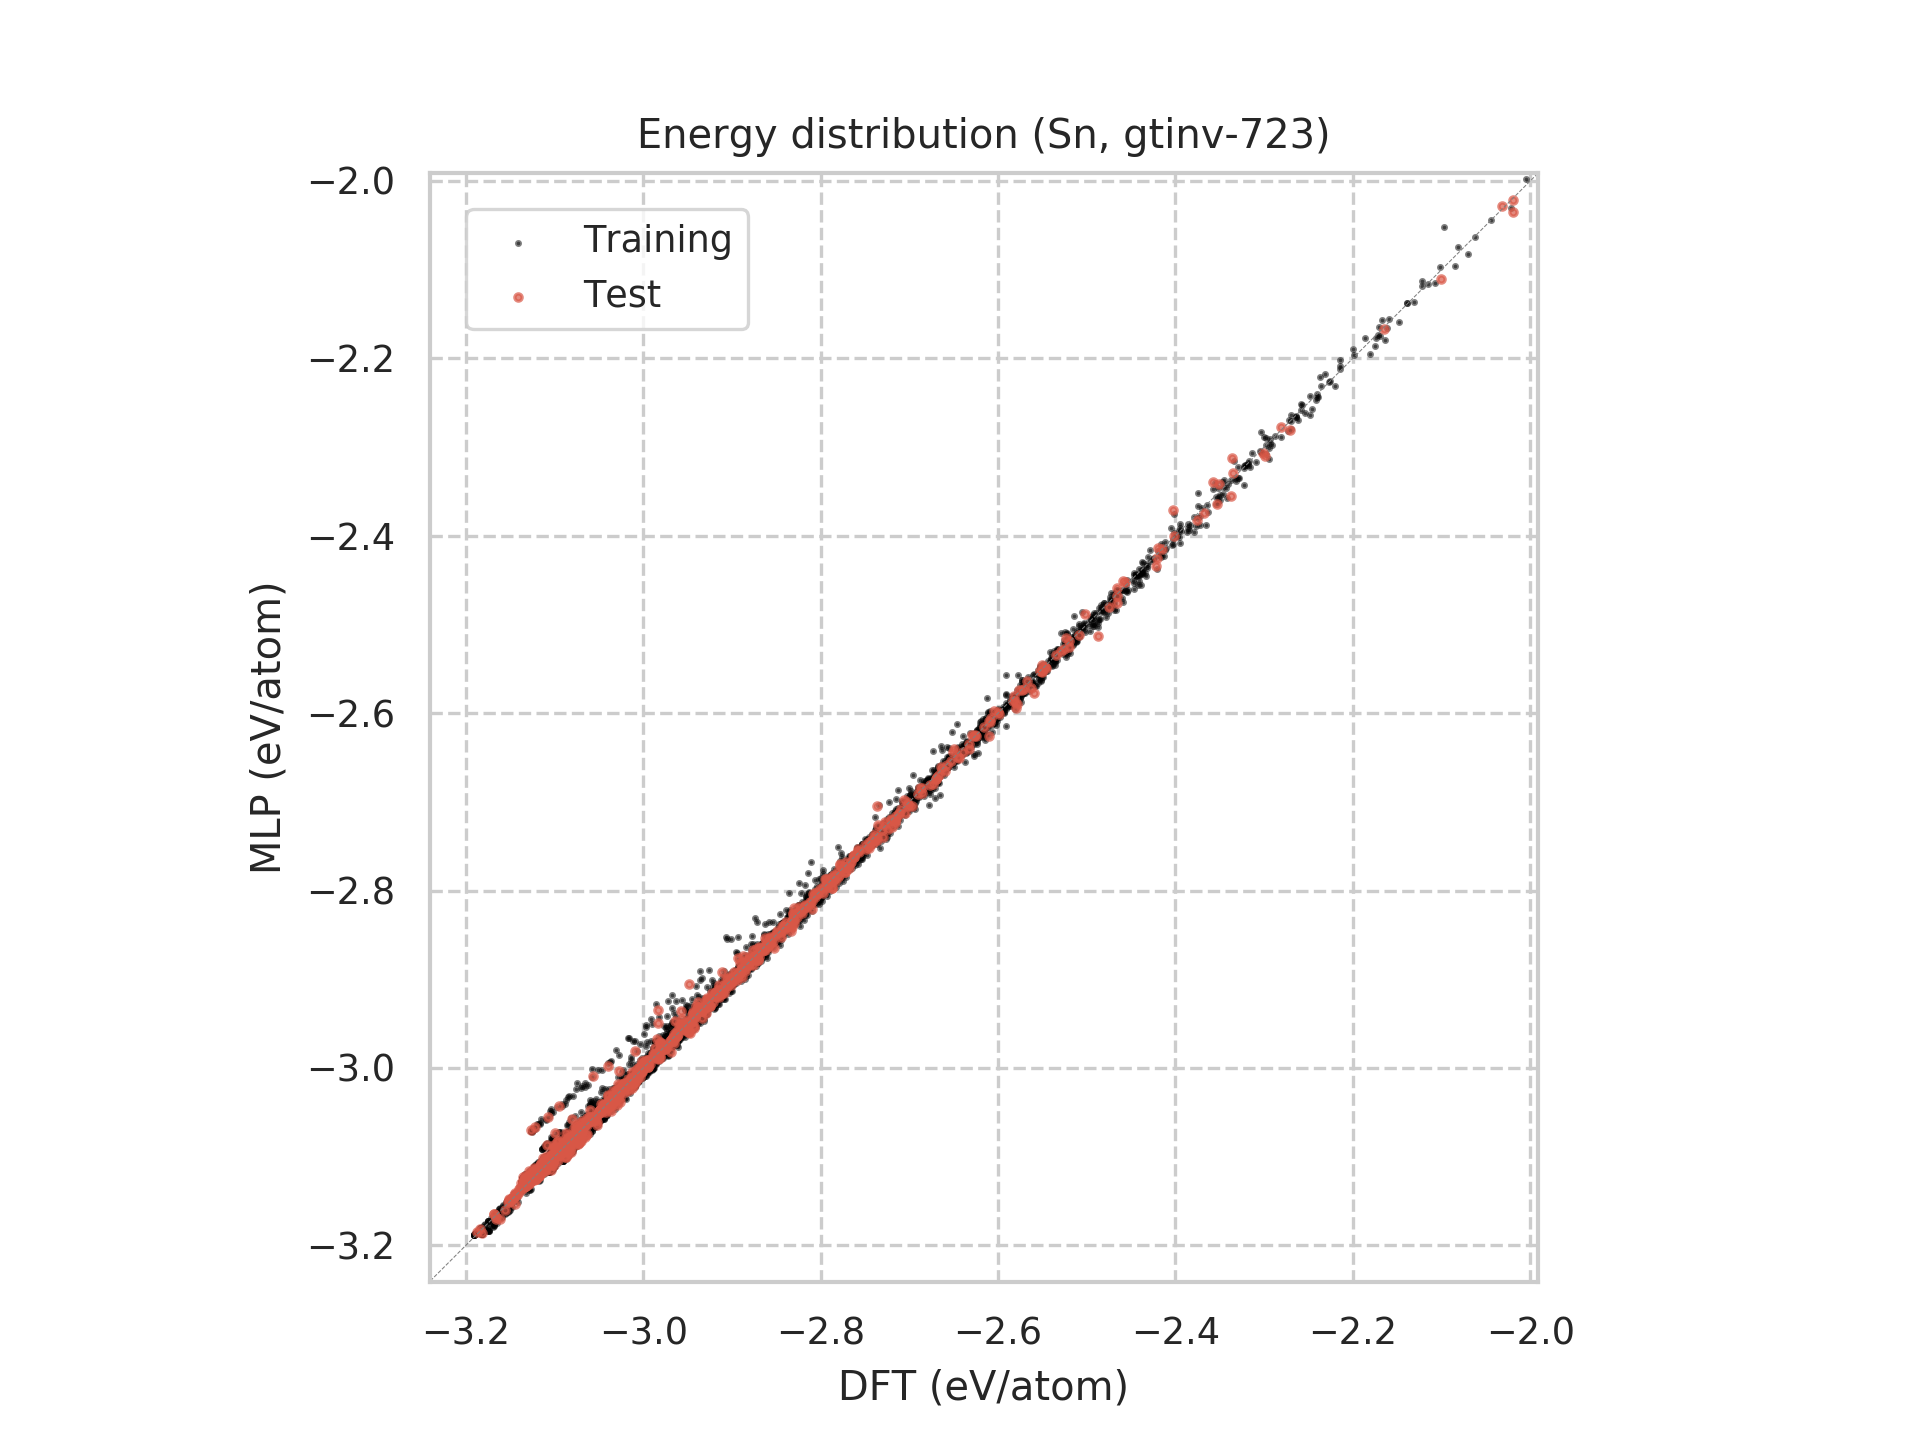 Energy distribution (Sn, gtinv-723)
Training
Test
−2.0
−2.2
−2.4
−2.6
−2.8
−3.0
−3.2
MLP (eV/atom)
−3.2 −3.0 −2.8 −2.6 −2.4 −2.2 −2.0
DFT (eV/atom)